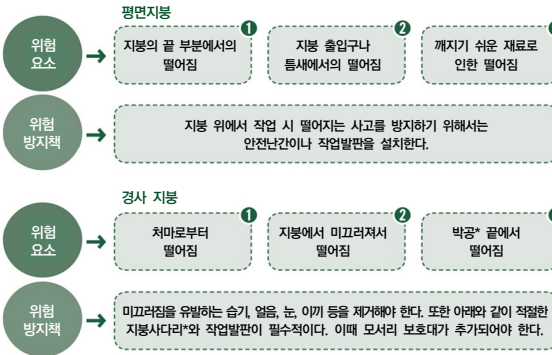 평면지붕
위험
요소
1
지붕의 끝 부분에서의
떨어짐
2
지붕 출입구나
틈새에서의 떨어짐
깨지기 쉬운 재료로
인한 떨어짐
위험
방지책
지붕 위에서 작업 시 떨어지는 사고를 방지하기 위해서는
안전난간이나 작업발판을 설치한다.
경사 지붕
위험
요소
1
처마로부터
떨어짐
2
지붕에서 미끄러져서
떨어짐
박공* 끝에서
떨어짐
위험
방지책
미끄러짐을 유발하는 습기, 얼음, 눈, 이끼 등을 제거해야 한다. 또한 아래와 같이 적절한
지붕사다리*와 작업발판이 필수적이다. 이때 모서리 보호대가 추가되어야 한다.